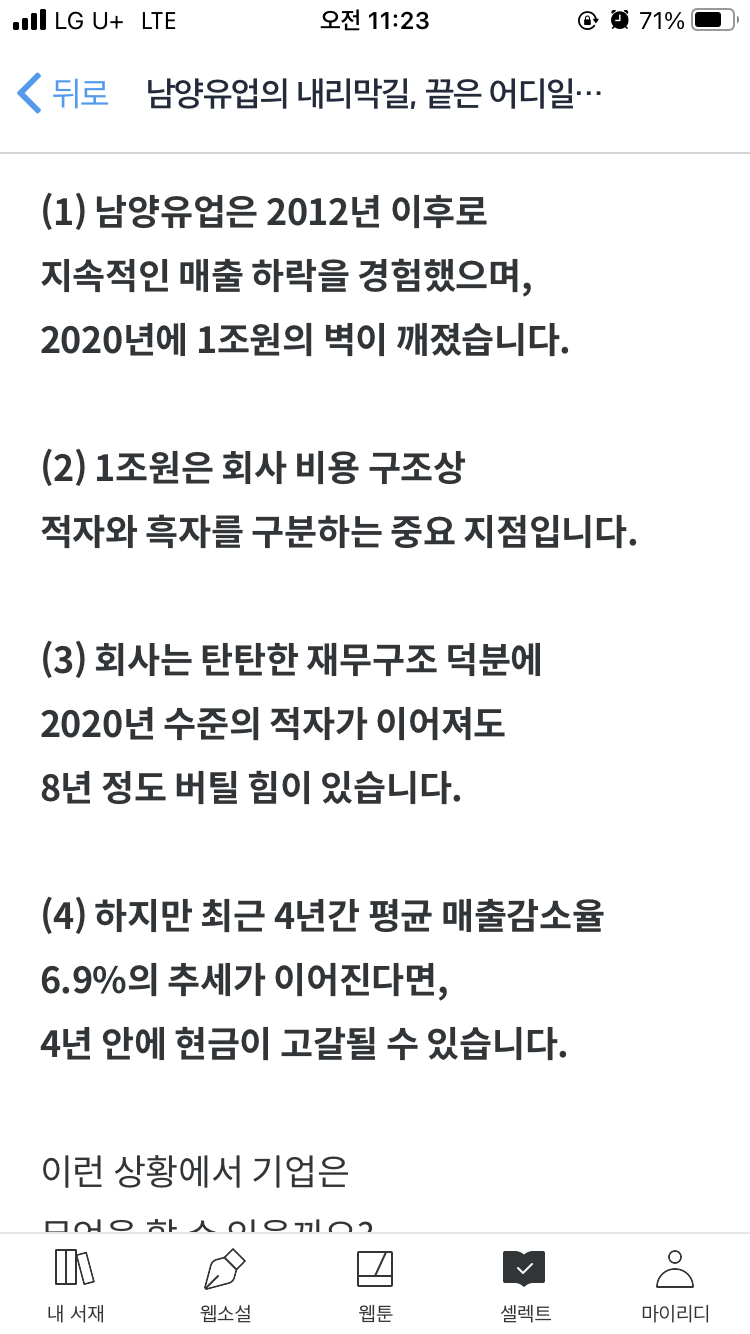 LG U+ LTE 오전 11:23 71%
뒤로 남양유업의 내리막길, 끝은 어디일…
(1) 남양유업은 2012년 이후로
지속적인 매출 하락을 경험했으며,
2020년에 1조원의 벽이 깨졌습니다.
(2) 1조원은 회사 비용 구조상
적자와 흑자를 구분하는 중요 지점입니다.
(3) 회사는 탄탄한 재무구조 덕분에
2020년 수준의 적자가 이어져도
8년 정도 버틸 힘이 있습니다.
(4) 하지만 최근 4년간 평균 매출감소율
6.9%의 추세가 이어진다면,
4년 안에 현금이 고갈될 수 있습니다.
이런 상황에서 기업은
무엇을 할 수 있을까요?
내 서재 웹소설 웹툰 셀렉트 마이리디